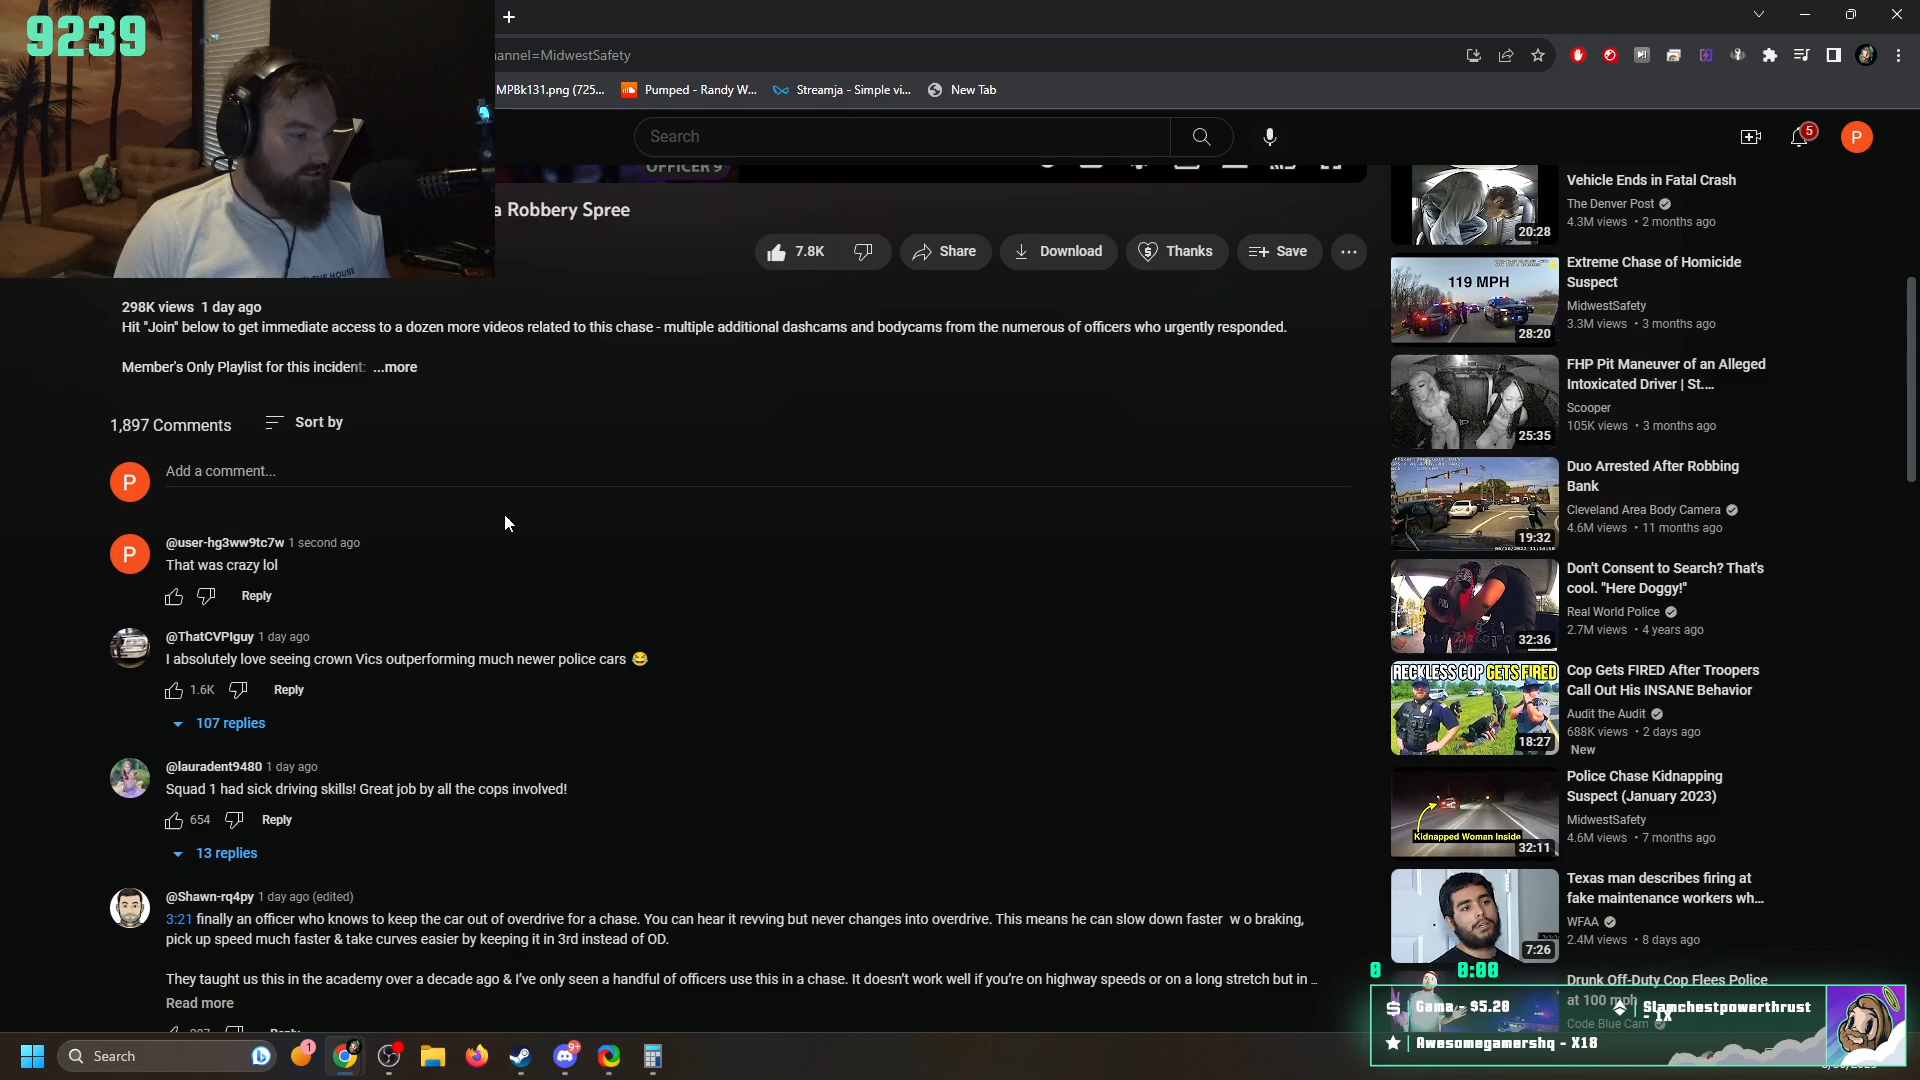 9239
IN THE HOUSE
annel=MidwestSafety
MPBk131.png (725...
Pumped - Randy W...
Streamja - Simple vi...
New Tab
Search
5
P
OFFICER 9
a Robbery Spree
7.8K
Share
Download
Thanks
Save
298K views 1 day ago
Hit "Join" below to get immediate access to a dozen more videos related to this chase - multiple additional dashcams and bodycams from the numerous of officers who urgently responded.
Member's Only Playlist for this incident: ...more
1,897 Comments
Sort by
P
Add a comment...
P
@user-hg3ww9tc7w 1 second ago
That was crazy lol
Reply
@ThatCVPIguy 1 day ago
I absolutely love seeing crown Vics outperforming much newer police cars 😂
1.6K
Reply
107 replies
@lauradent9480 1 day ago
Squad 1 had sick driving skills! Great job by all the cops involved!
654
Reply
13 replies
@Shawn-rq4py 1 day ago (edited)
3:21 finally an officer who knows to keep the car out of overdrive for a chase. You can hear it revving but never changes into overdrive. This means he can slow down faster w o braking,
pick up speed much faster & take curves easier by keeping it in 3rd instead of OD.
They taught us this in the academy over a decade ago & I've only seen a handful of officers use this in a chase. It doesn't work well if you're on highway speeds or on a long stretch but in ...
Read more
Reply
Vehicle Ends in Fatal Crash
The Denver Post
4.3M views • 2 months ago
20:28
Extreme Chase of Homicide
Suspect
MidwestSafety
3.3M views • 3 months ago
119 MPH
28:20
FHP Pit Maneuver of an Alleged
Intoxicated Driver | St....
Scooper
105K views • 3 months ago
25:35
Duo Arrested After Robbing
Bank
Cleveland Area Body Camera
4.6M views • 11 months ago
19:32
Don't Consent to Search? That's
cool. "Here Doggy!"
Real World Police
2.7M views • 4 years ago
32:36
Cop Gets FIRED After Troopers
Call Out His INSANE Behavior
Audit the Audit
688K views • 2 days ago
New
RECKLESS COP GETS FIRED
18:27
Police Chase Kidnapping
Suspect (January 2023)
MidwestSafety
4.6M views • 7 months ago
Kidnapped Woman Inside
32:11
Texas man describes firing at
fake maintenance workers wh...
WFAA
2.4M views • 8 days ago
7:26
Drunk Off-Duty Cop Flees Police
at 100 mph
Code Blue Cam
0
0:00
Gama - $5.28
Slamchestpowerthrust
- 1X
Awesomegamershq - X18
Search
1
9+